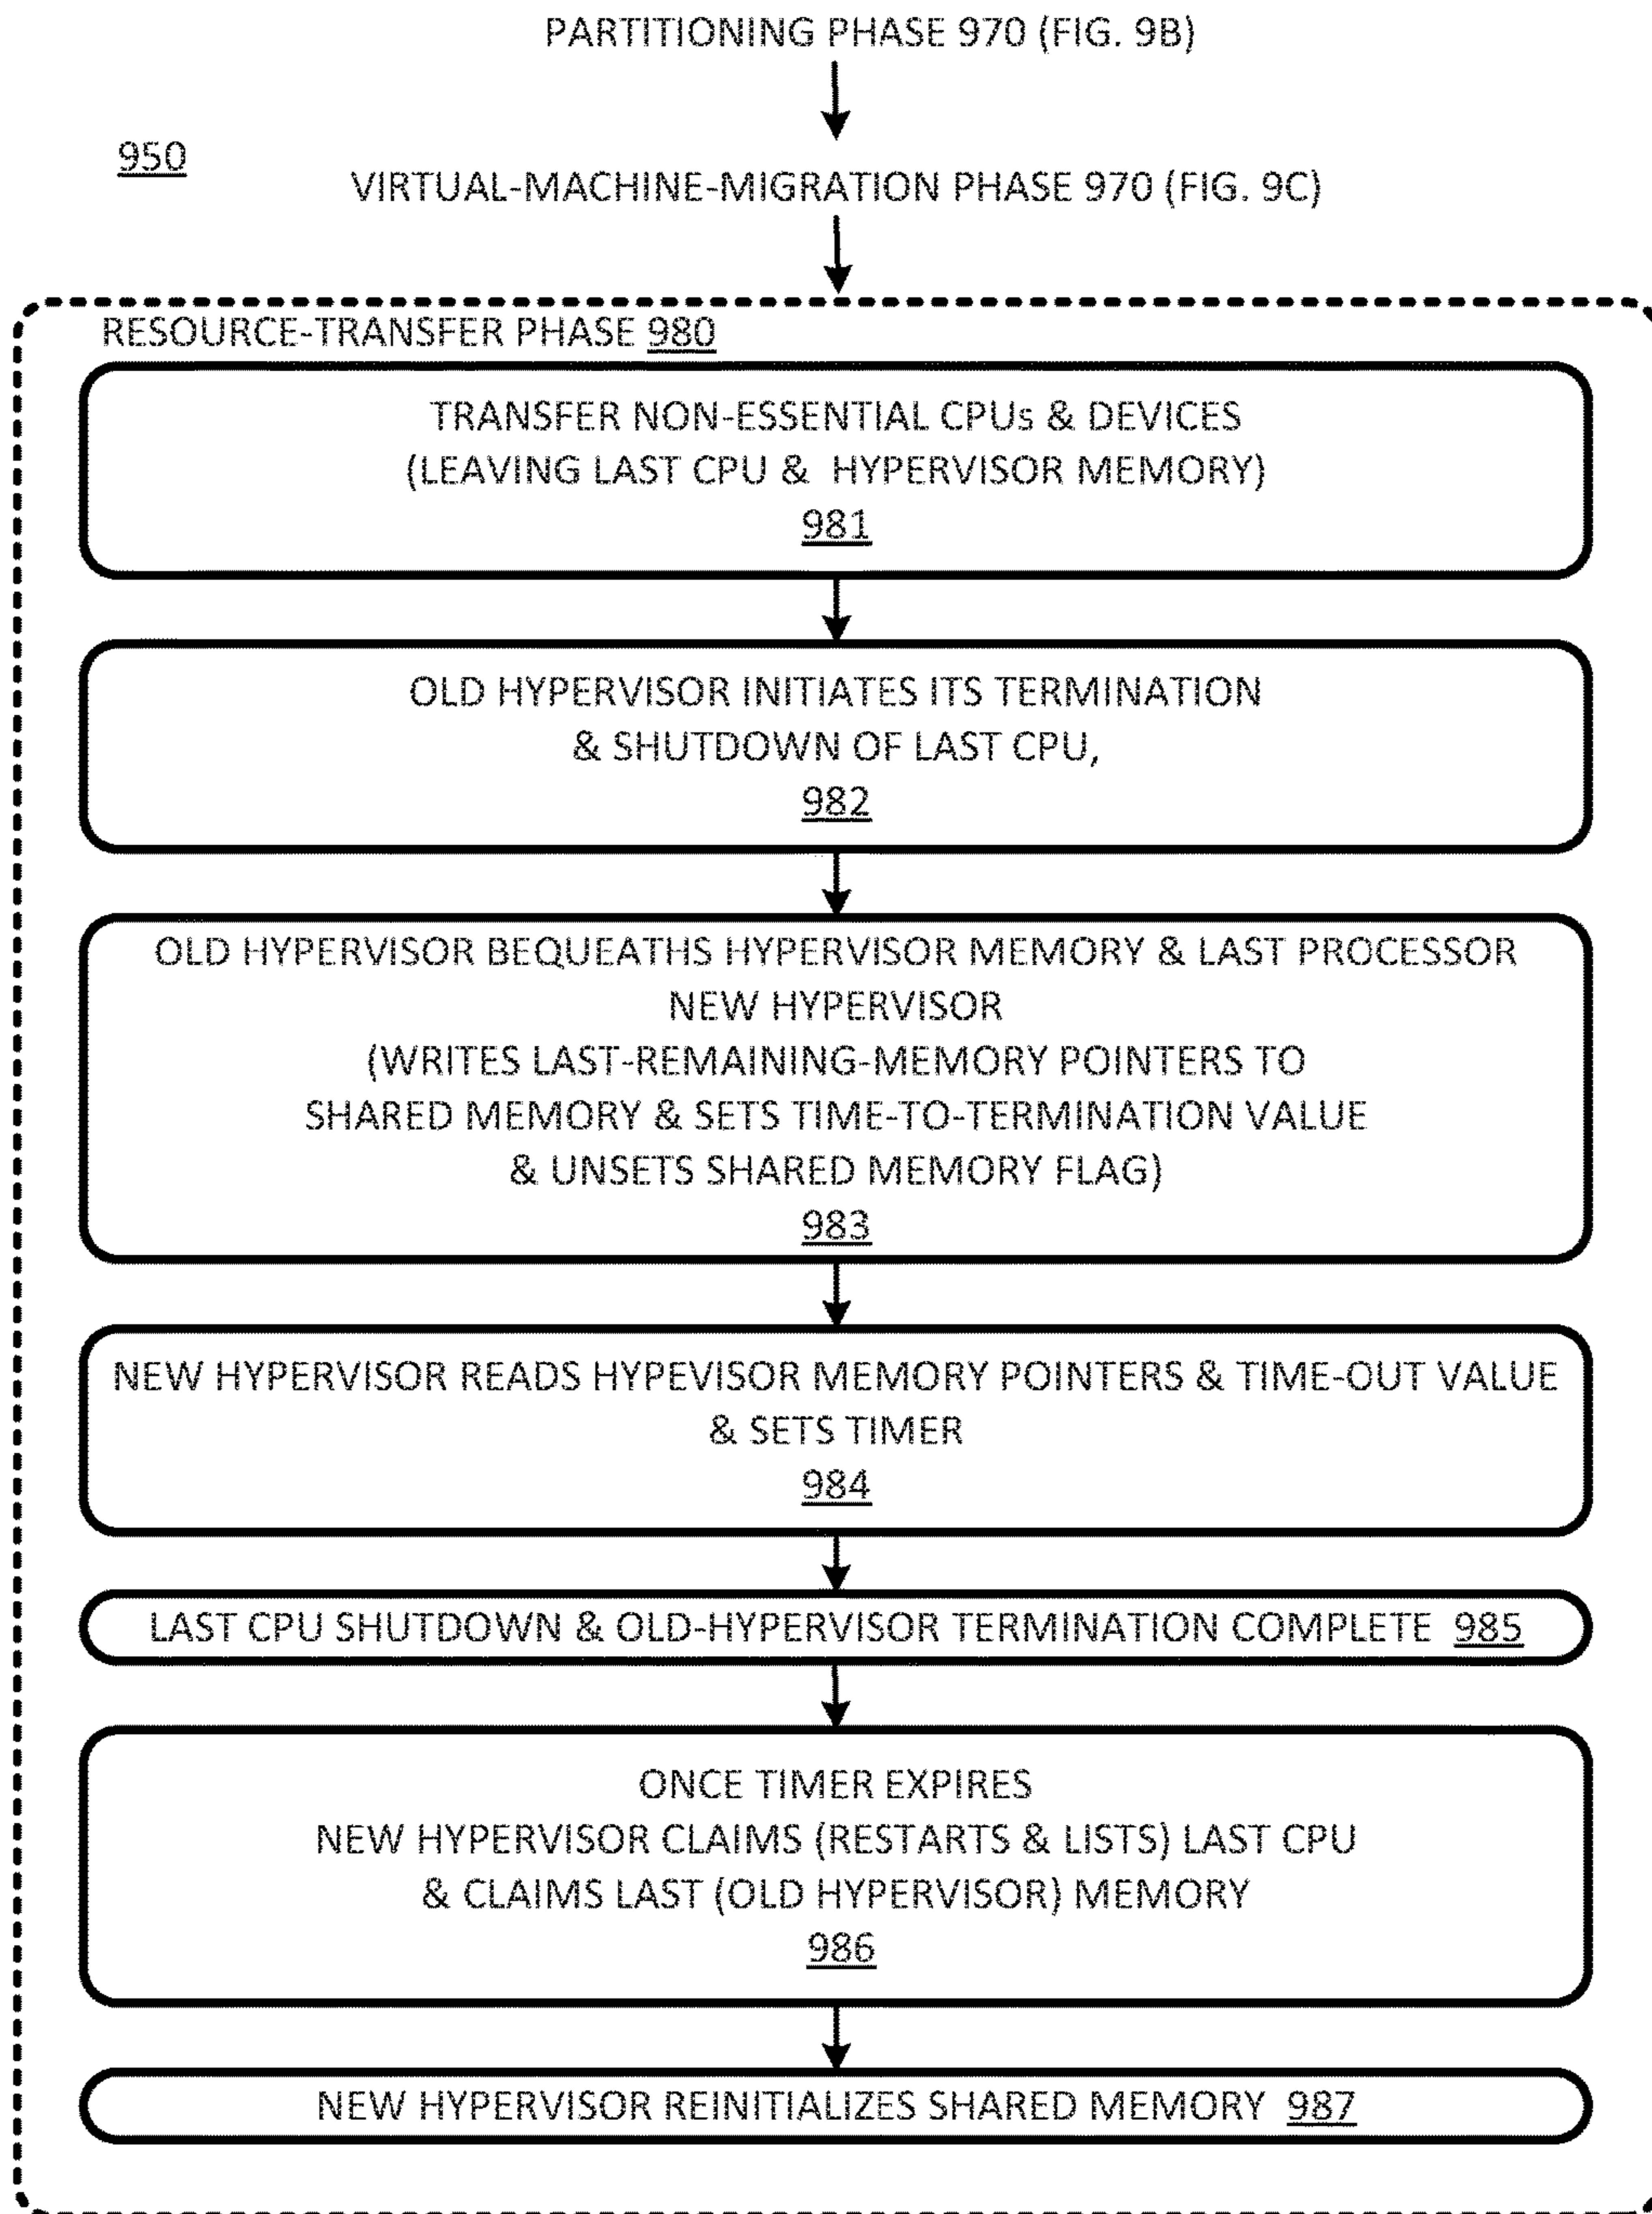 PARTITIONING PHASE 970 (FIG. 9B)
950
VIRTUAL-MACHINE-MIGRATION PHASE 970 (FIG. 9C)
RESOURCE-TRANSFER PHASE 980
TRANSFER NON-ESSENTIAL CPUs & DEVICES
(LEAVING LAST CPU & HYPERVISOR MEMORY)
981
OLD HYPERVISOR INITIATES ITS TERMINATION
& SHUTDOWN OF LAST CPU,
982
OLD HYPERVISOR BEQUEATHS HYPERVISOR MEMORY & LAST PROCESSOR
NEW HYPERVISOR
(WRITES LAST-REMAINING-MEMORY POINTERS TO
SHARED MEMORY & SETS TIME-TO-TERMINATION VALUE
& UNSETS SHARED MEMORY FLAG)
983
NEW HYPERVISOR READS HYPEVISOR MEMORY POINTERS & TIME-OUT VALUE
& SETS TIMER
984
LAST CPU SHUTDOWN & OLD-HYPERVISOR TERMINATION COMPLETE 985
ONCE TIMER EXPIRES
NEW HYPERVISOR CLAIMS (RESTARTS & LISTS) LAST CPU
& CLAIMS LAST (OLD HYPERVISOR) MEMORY
986
NEW HYPERVISOR REINITIALIZES SHARED MEMORY 987